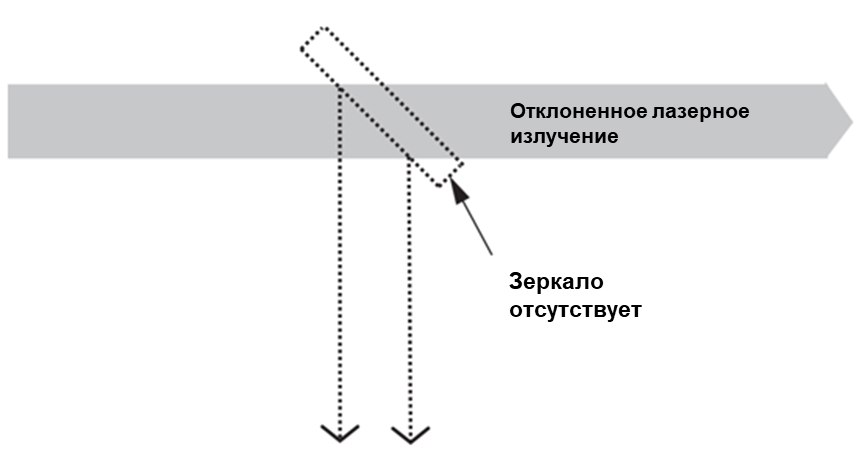 Отклоненное лазерное
излучение
Зеркало
отсутствует